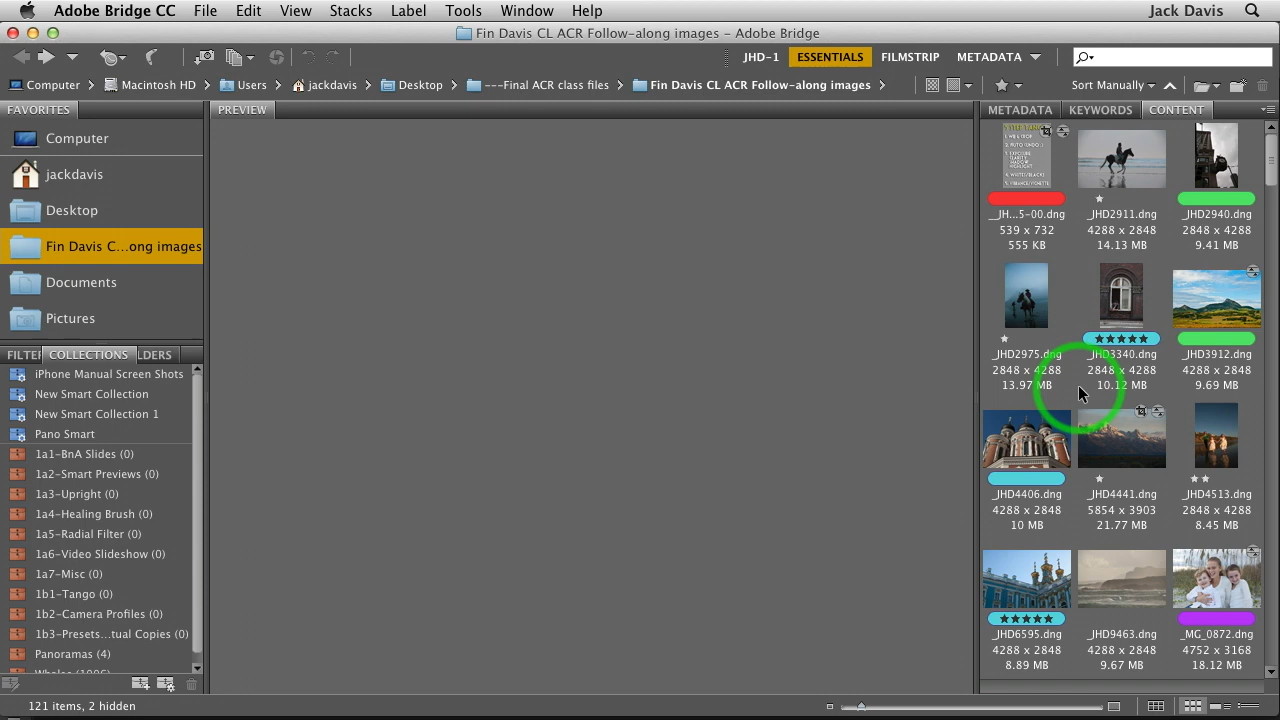 Adobe Bridge CC File Edit View Stacks Label Tools Window Help Jack Davis
Fin Davis CL ACR Follow-along images – Adobe Bridge
JHD-1 ESSENTIALS FILMSTRIP METADATA
Computer Macintosh HD Users jackdavis Desktop ---Final ACR class files Fin Davis CL ACR Follow-along images Sort Manually
FAVORITES PREVIEW METADATA KEYWORDS CONTENT
Computer
jackdavis
Desktop
Fin Davis C...ong images
Documents
Pictures
FILTER COLLECTIONS LDERS
iPhone Manual Screen Shots
New Smart Collection
New Smart Collection 1
Pano Smart
1a1-BnA Slides (0)
1a2-Smart Previews (0)
1a3-Upright (0)
1a4-Healing Brush (0)
1a5-Radial Filter (0)
1a6-Video Slideshow (0)
1a7-Misc (0)
1b1-Tango (0)
1b2-Camera Profiles (0)
1b3-Presets...tual Copies (0)
Panoramas (4)
__JH...5-00.dng _JHD2911.dng _JHD2940.dng
539 x 732 4288 x 2848 2848 x 4288
555 KB 14.13 MB 9.41 MB
_JHD2975.dng _JHD3340.dng _JHD3912.dng
2848 x 4288 2848 x 4288 4288 x 2848
13.97 MB 10.12 MB 9.69 MB
_JHD4406.dng _JHD4441.dng _JHD4513.dng
4288 x 2848 5854 x 3903 2848 x 4288
10 MB 21.77 MB 8.45 MB
_JHD6595.dng _JHD9463.dng _MG_0872.dng
4288 x 2848 4288 x 2848 4752 x 3168
8.89 MB 9.67 MB 18.12 MB
121 items, 2 hidden